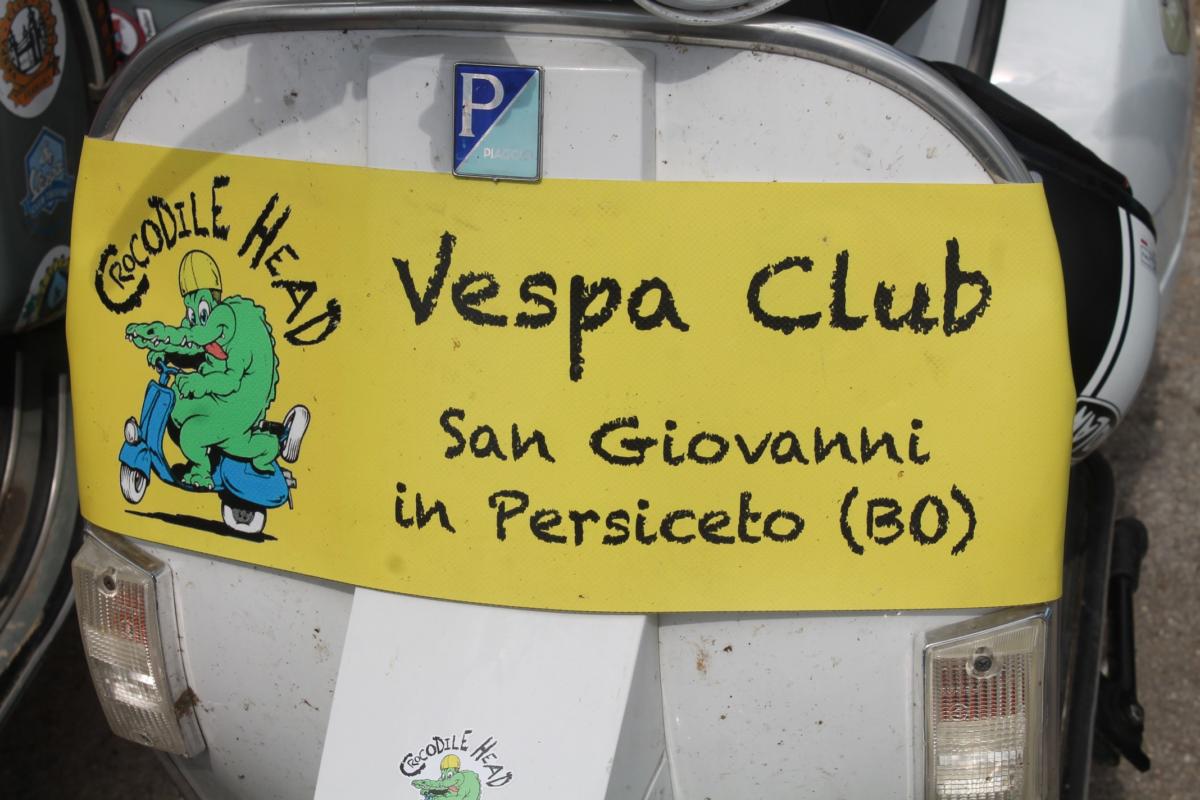 P
PIAGGIO
CROCODILE HEAD
Vespa Club
San Giovanni
in Persiceto (BO)
CROCODILE HEAD